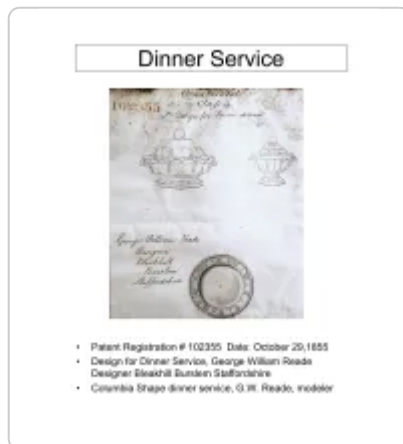 Dinner Service
102355
George William Reade
Designer
Bleakhill
Burslem
Staffordshire
• Patent Registration # 102355 Date: October 29,1855
• Design for Dinner Service, George William Reade
Designer Bleakhill Burslem Staffordshire
• Columbia Shape dinner service, G.W. Reade, modeler